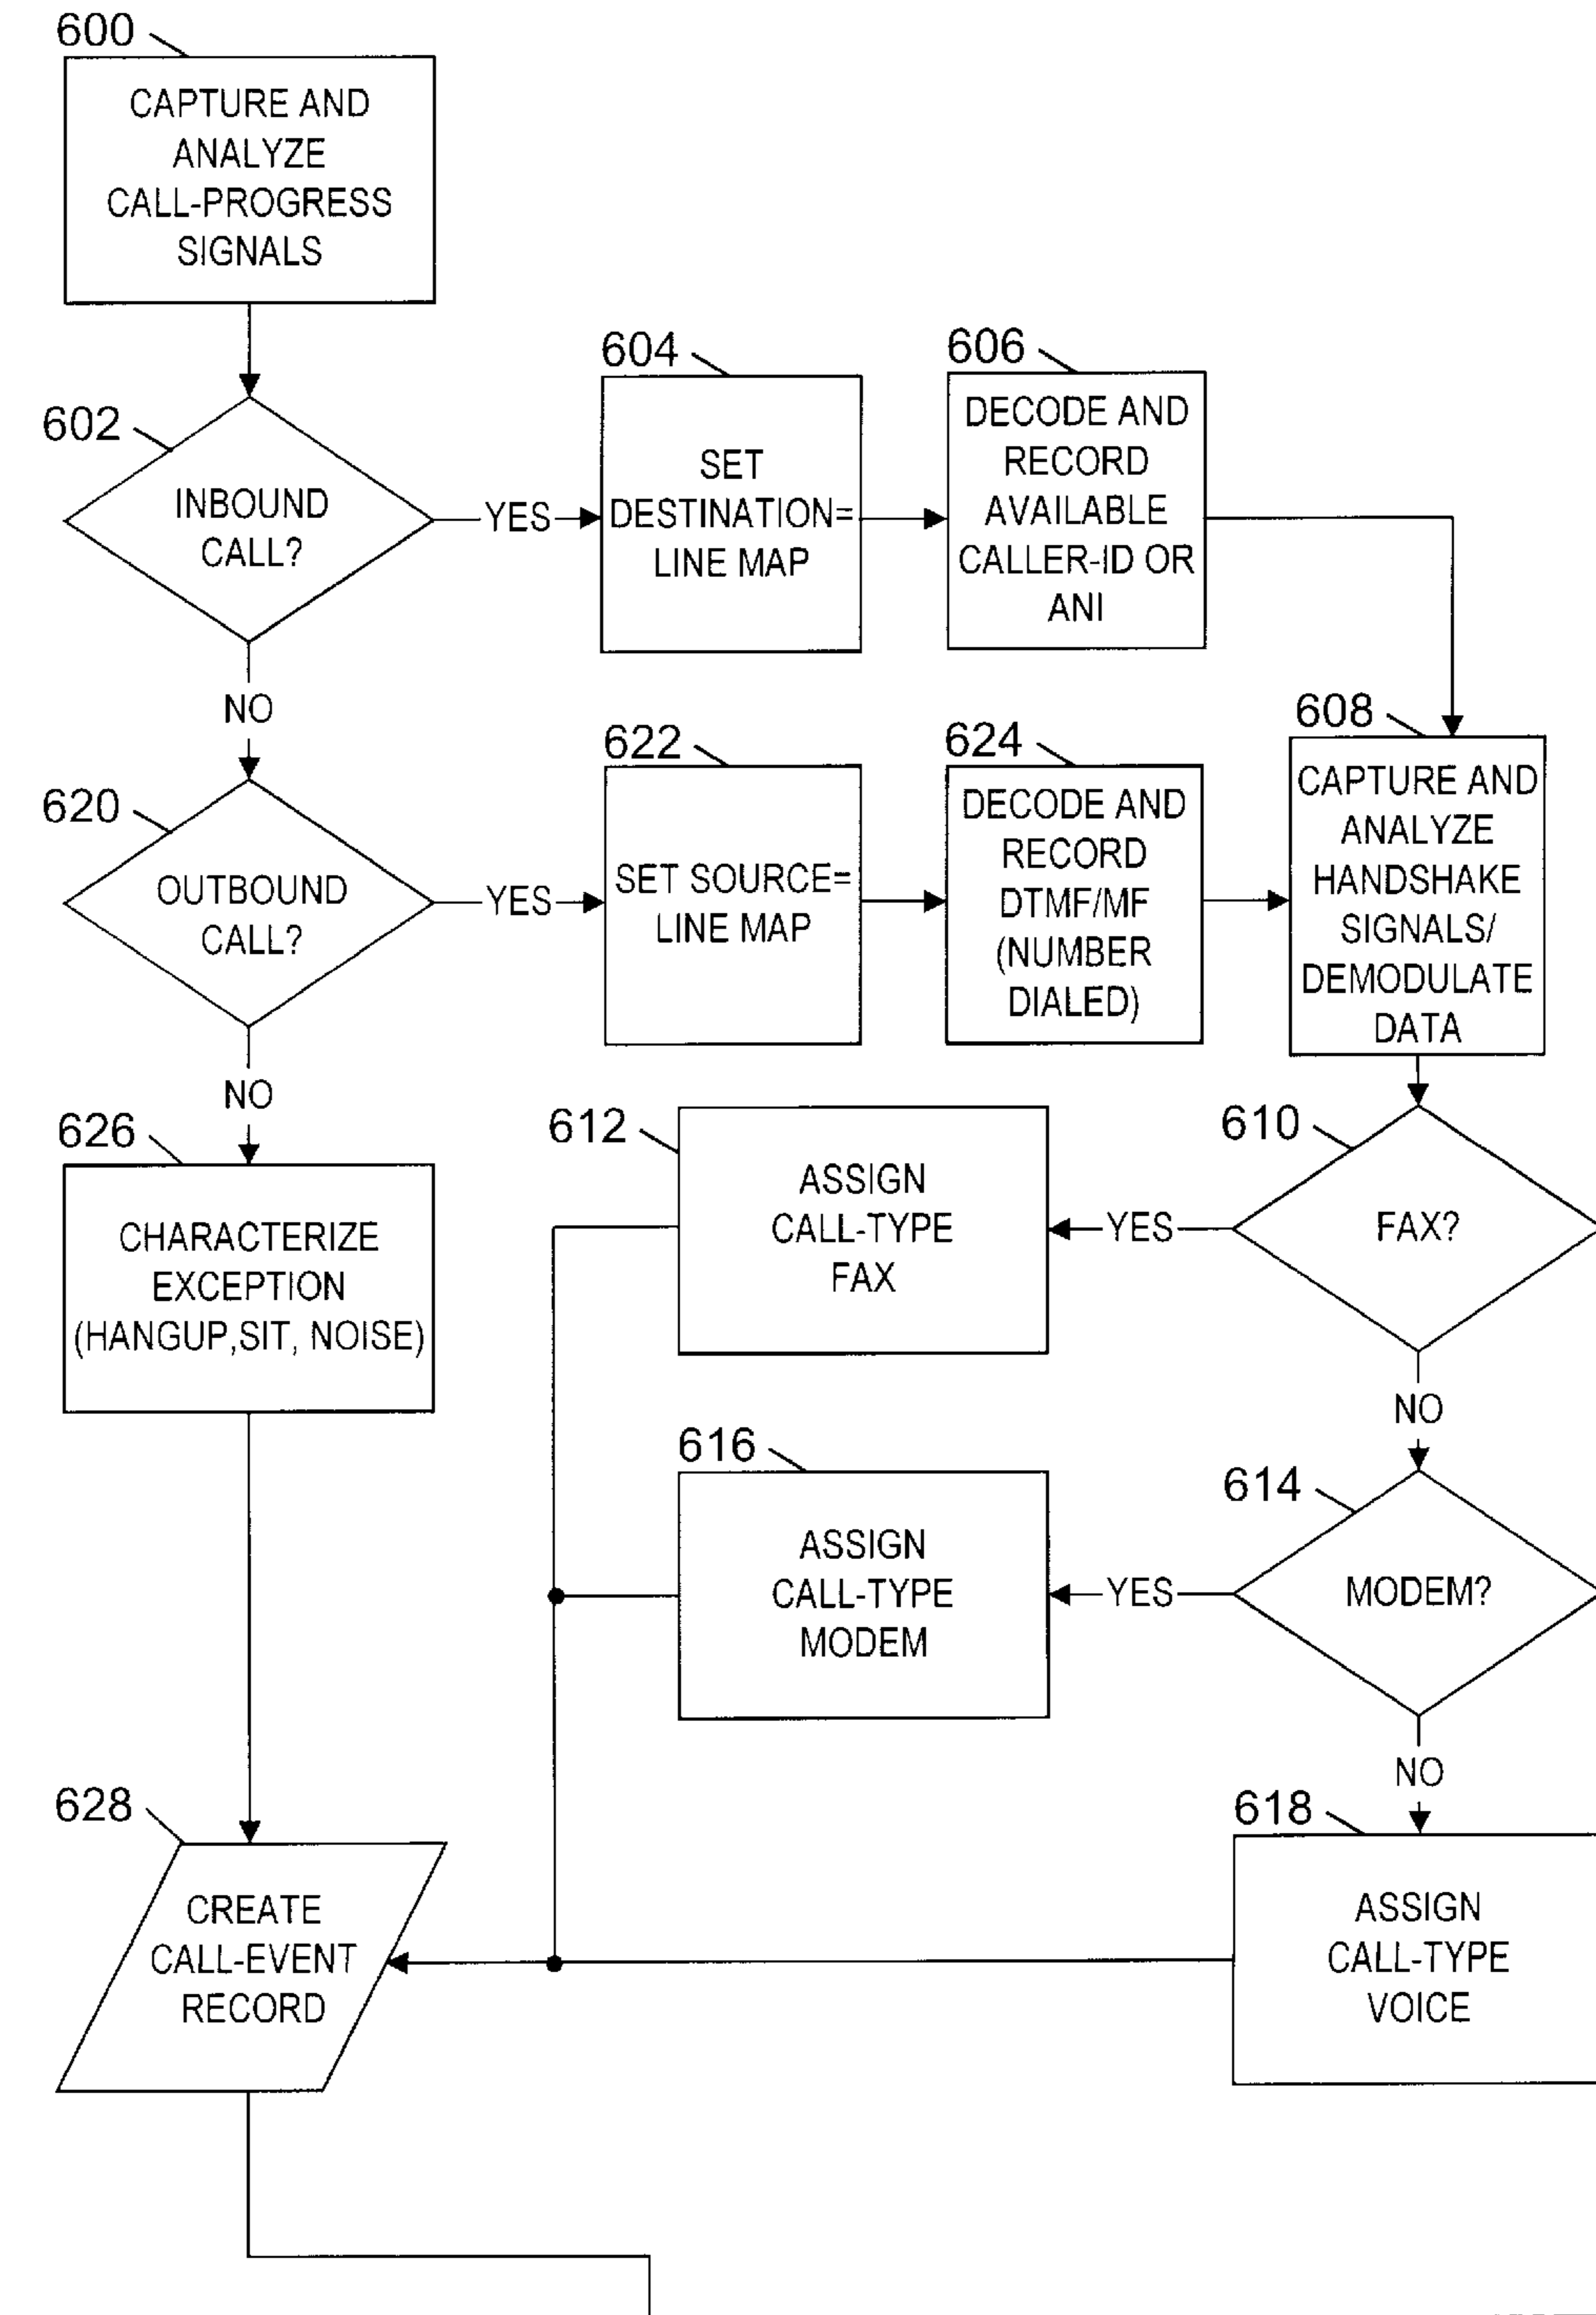 600
CAPTURE AND
ANALYZE
CALL-PROGRESS
SIGNALS
602
INBOUND
CALL?
YES
604
SET
DESTINATION=
LINE MAP
606
DECODE AND
RECORD
AVAILABLE
CALLER-ID OR
ANI
NO
620
OUTBOUND
CALL?
YES
622
SET SOURCE=
LINE MAP
624
DECODE AND
RECORD
DTMF/MF
(NUMBER
DIALED)
608
CAPTURE AND
ANALYZE
HANDSHAKE
SIGNALS/
DEMODULATE
DATA
NO
626
CHARACTERIZE
EXCEPTION
(HANGUP,SIT, NOISE)
610
FAX?
YES
612
ASSIGN
CALL-TYPE
FAX
NO
614
MODEM?
YES
616
ASSIGN
CALL-TYPE
MODEM
NO
618
ASSIGN
CALL-TYPE
VOICE
628
CREATE
CALL-EVENT
RECORD